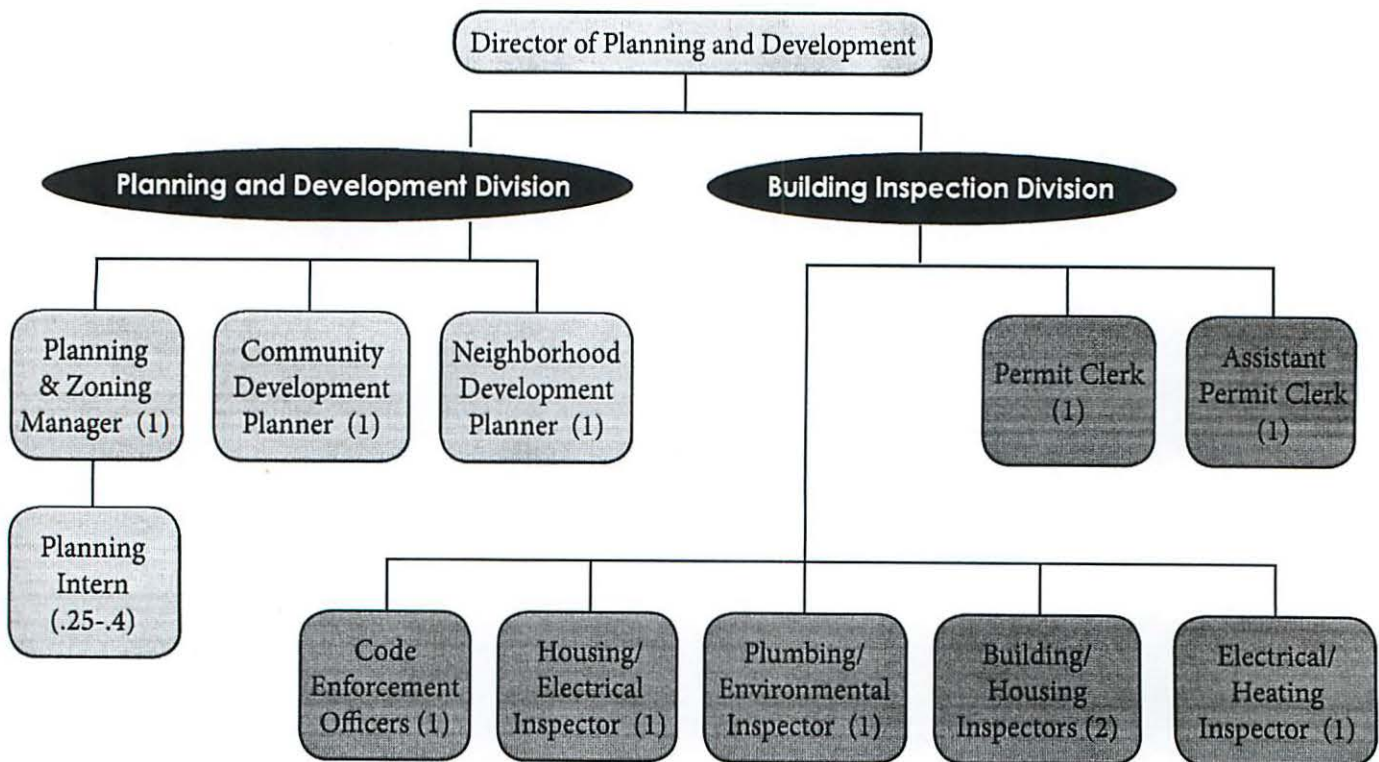 Director of Planning and Development
Planning and Development Division
Building Inspection Division
Planning
& Zoning
Manager (1)
Community
Development
Planner (1)
Neighborhood
Development
Planner (1)
Permit Clerk
(1)
Assistant
Permit Clerk
(1)
Planning
Intern
(.25-.4)
Code
Enforcement
Officers (1)
Housing/
Electrical
Inspector (1)
Plumbing/
Environmental
Inspector (1)
Building/
Housing
Inspectors (2)
Electrical/
Heating
Inspector (1)